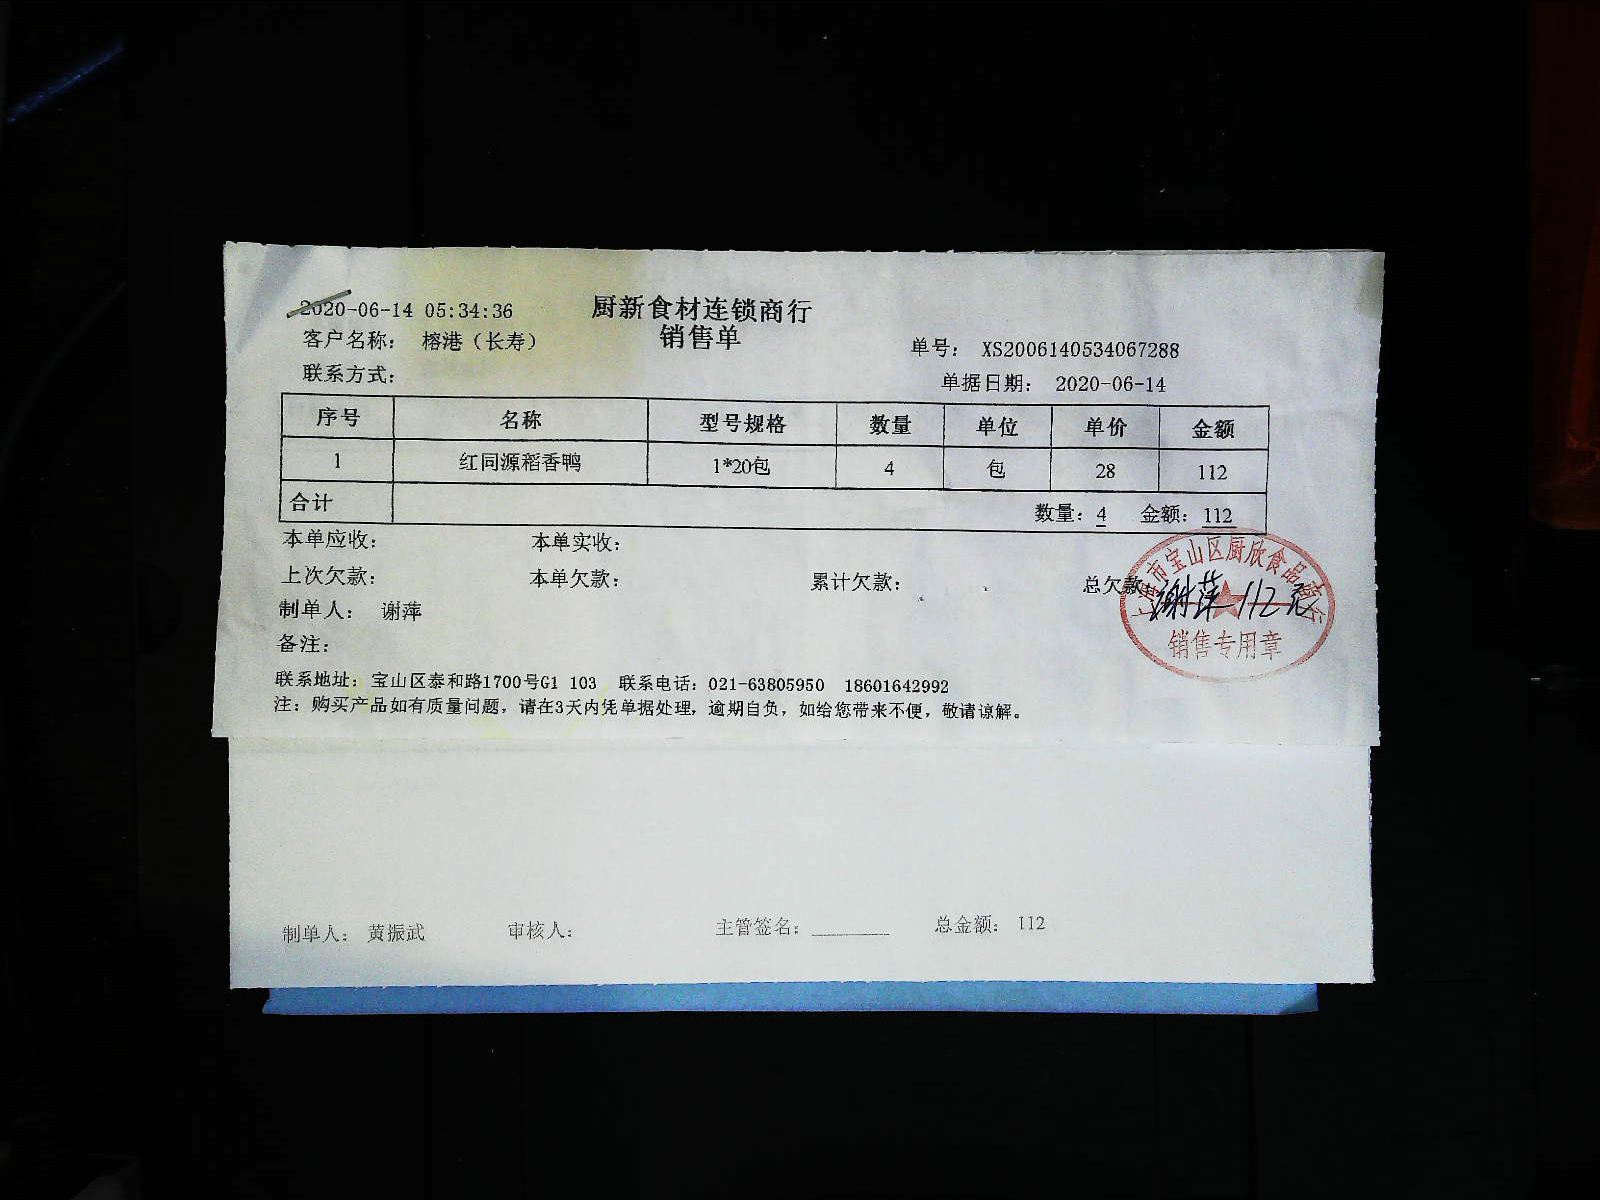 2020-06-14 05:34:36
厨新食材连锁商行
销售单
客户名称： 榕港（长寿）
单号： XS2006140534067288
联系方式：
单据日期： 2020-06-14
序号 名称 型号规格 数量 单位 单价 金额
1 红同源稻香鸭 1*20包 4 包 28 112
合计 数量：4 金额：112
本单应收： 本单实收：
上次欠款： 本单欠款： 累计欠款： 总欠款
制单人： 谢萍
备注：
上海市宝山区厨欣食品商行
谢萍 112元
销售专用章
联系地址：宝山区泰和路1700号G1 103 联系电话：021-63805950 18601642992
注：购买产品如有质量问题，请在3天内凭单据处理，逾期自负，如给您带来不便，敬请谅解。
制单人： 黄振武 审核人： 主管签名：________ 总金额： 112